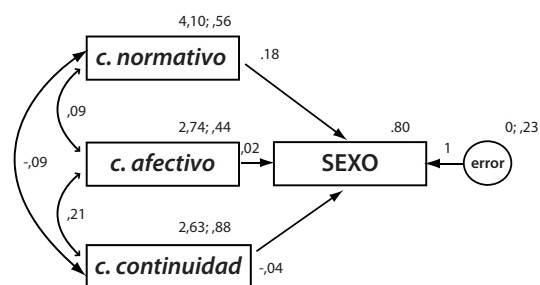 4,10; ,56
c. normativo
.18
,09
2,74; ,44
.80
0; ,23
c. afectivo
,02
SEXO
1
error
-,09
,21
2,63; ,88
c. continuidad
-,04